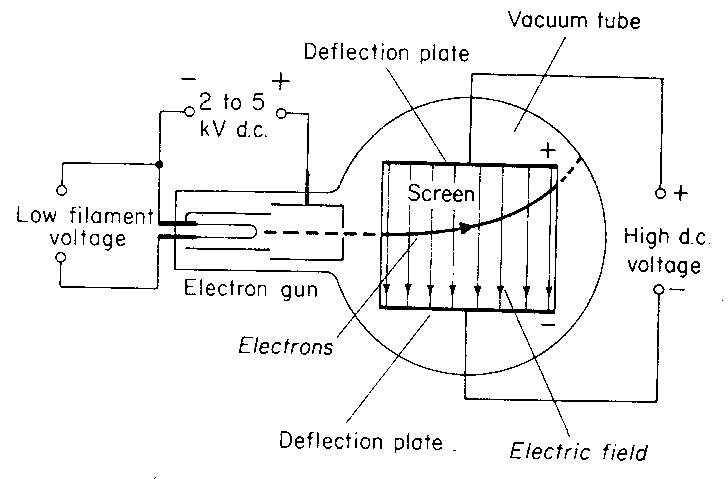 Vacuum tube
Deflection plate
− +
2 to 5
kV d.c.
+
Screen
Low filament
voltage
+
High d.c.
voltage
−
Electron gun
−
Electrons
Deflection plate
Electric field